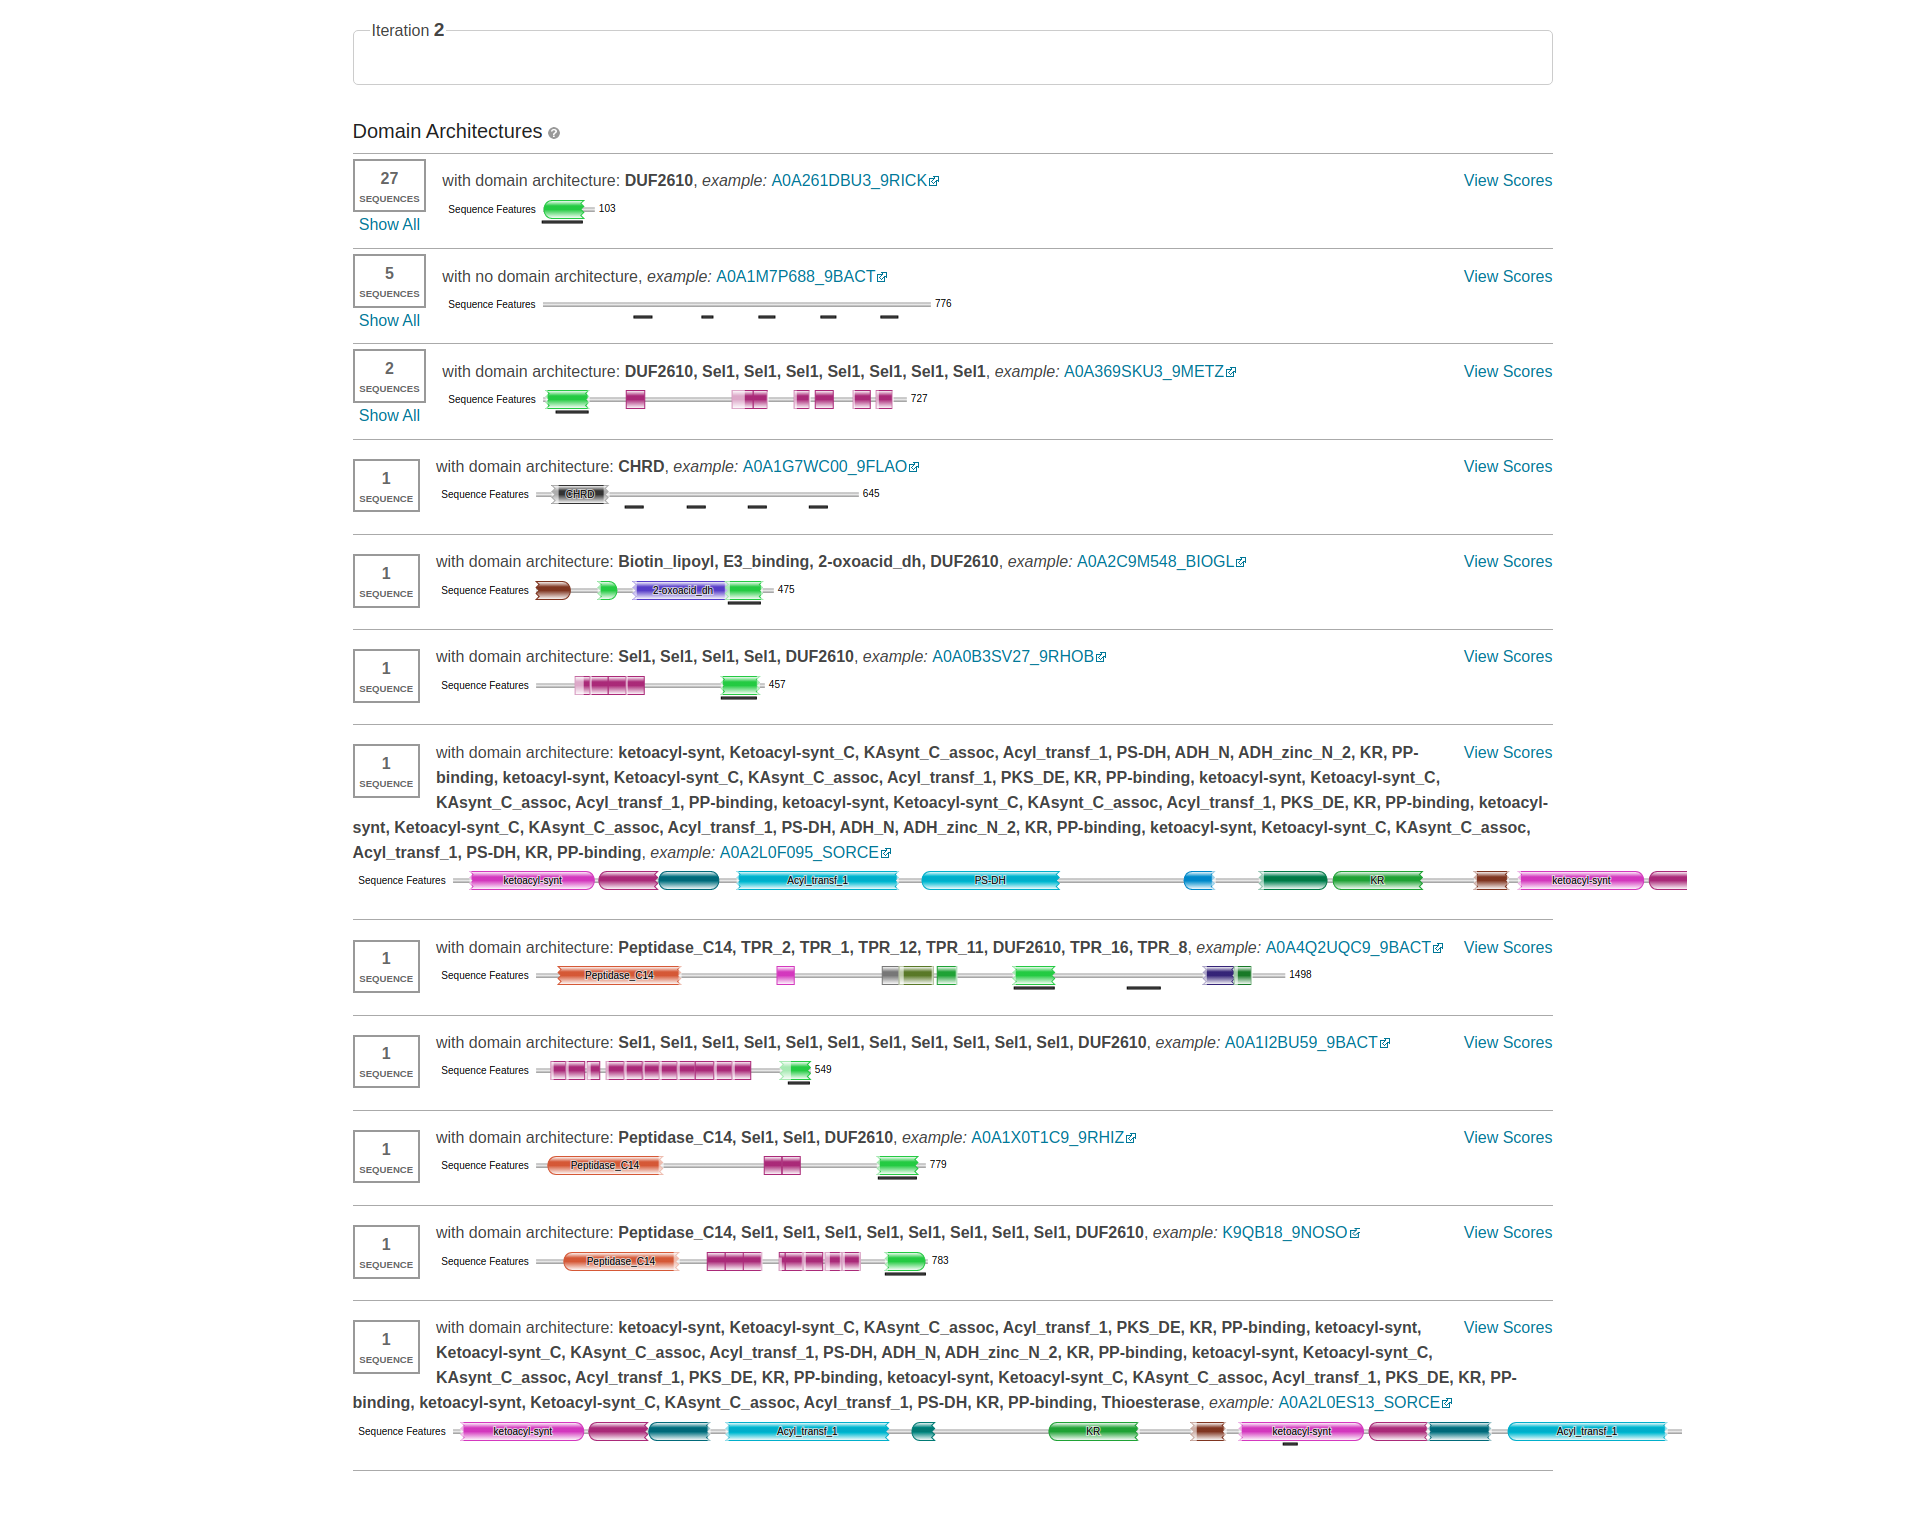 Iteration 2
Domain Architectures ?
27 SEQUENCES
Show All
with domain architecture: DUF2610, example: A0A261DBU3_9RICK
View Scores
Sequence Features 103
5 SEQUENCES
Show All
with no domain architecture, example: A0A1M7P688_9BACT
View Scores
Sequence Features 776
2 SEQUENCES
Show All
with domain architecture: DUF2610, Sel1, Sel1, Sel1, Sel1, Sel1, Sel1, Sel1, example: A0A369SKU3_9METZ
View Scores
Sequence Features 727
1 SEQUENCE
with domain architecture: CHRD, example: A0A1G7WC00_9FLAO
View Scores
Sequence Features CHRD 645
1 SEQUENCE
with domain architecture: Biotin_lipoyl, E3_binding, 2-oxoacid_dh, DUF2610, example: A0A2C9M548_BIOGL
View Scores
Sequence Features 2-oxoacid_dh 475
1 SEQUENCE
with domain architecture: Sel1, Sel1, Sel1, Sel1, DUF2610, example: A0A0B3SV27_9RHOB
View Scores
Sequence Features 457
1 SEQUENCE
with domain architecture: ketoacyl-synt, Ketoacyl-synt_C, KAsynt_C_assoc, Acyl_transf_1, PS-DH, ADH_N, ADH_zinc_N_2, KR, PP-
View Scores
binding, ketoacyl-synt, Ketoacyl-synt_C, KAsynt_C_assoc, Acyl_transf_1, PKS_DE, KR, PP-binding, ketoacyl-synt, Ketoacyl-synt_C,
KAsynt_C_assoc, Acyl_transf_1, PP-binding, ketoacyl-synt, Ketoacyl-synt_C, KAsynt_C_assoc, Acyl_transf_1, PKS_DE, KR, PP-binding, ketoacyl-
synt, Ketoacyl-synt_C, KAsynt_C_assoc, Acyl_transf_1, PS-DH, ADH_N, ADH_zinc_N_2, KR, PP-binding, ketoacyl-synt, Ketoacyl-synt_C, KAsynt_C_assoc,
Acyl_transf_1, PS-DH, KR, PP-binding, example: A0A2L0F095_SORCE
Sequence Features ketoacyl-synt Acyl_transf_1 PS-DH KR ketoacyl-synt
1 SEQUENCE
with domain architecture: Peptidase_C14, TPR_2, TPR_1, TPR_12, TPR_11, DUF2610, TPR_16, TPR_8, example: A0A4Q2UQC9_9BACT
View Scores
Sequence Features Peptidase_C14 1498
1 SEQUENCE
with domain architecture: Sel1, Sel1, Sel1, Sel1, Sel1, Sel1, Sel1, Sel1, Sel1, Sel1, Sel1, DUF2610, example: A0A1I2BU59_9BACT
View Scores
Sequence Features 549
1 SEQUENCE
with domain architecture: Peptidase_C14, Sel1, Sel1, DUF2610, example: A0A1X0T1C9_9RHIZ
View Scores
Sequence Features Peptidase_C14 779
1 SEQUENCE
with domain architecture: Peptidase_C14, Sel1, Sel1, Sel1, Sel1, Sel1, Sel1, Sel1, Sel1, DUF2610, example: K9QB18_9NOSO
View Scores
Sequence Features Peptidase_C14 783
1 SEQUENCE
with domain architecture: ketoacyl-synt, Ketoacyl-synt_C, KAsynt_C_assoc, Acyl_transf_1, PKS_DE, KR, PP-binding, ketoacyl-synt,
View Scores
Ketoacyl-synt_C, KAsynt_C_assoc, Acyl_transf_1, PS-DH, ADH_N, ADH_zinc_N_2, KR, PP-binding, ketoacyl-synt, Ketoacyl-synt_C,
KAsynt_C_assoc, Acyl_transf_1, PKS_DE, KR, PP-binding, ketoacyl-synt, Ketoacyl-synt_C, KAsynt_C_assoc, Acyl_transf_1, PKS_DE, KR, PP-
binding, ketoacyl-synt, Ketoacyl-synt_C, KAsynt_C_assoc, Acyl_transf_1, PS-DH, KR, PP-binding, Thioesterase, example: A0A2L0ES13_SORCE
Sequence Features ketoacyl-synt Acyl_transf_1 KR ketoacyl-synt Acyl_transf_1